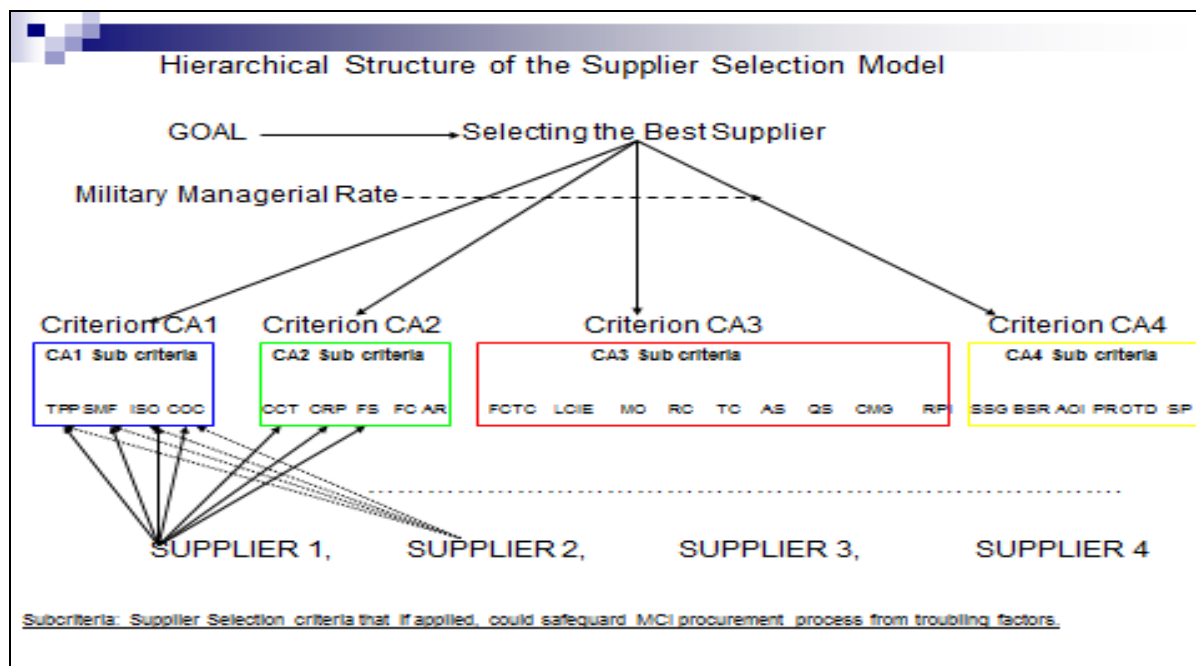 Hierarchical Structure of the Supplier Selection Model
GOAL Selecting the Best Supplier
Military Managerial Rate
Criterion CA1 Criterion CA2 Criterion CA3 Criterion CA4
CA1 Sub criteria CA2 Sub criteria CA3 Sub criteria CA4 Sub criteria
TPP SMF ISO COC CCT CRP FS FC AR FCTC LCIE MO RC TC AS QS CMG RPI SSG BSR AOI PR OTD SP
SUPPLIER 1, SUPPLIER 2, SUPPLIER 3, SUPPLIER 4
Subcriteria: Supplier Selection criteria that if applied, could safeguard MCI procurement process from troubling factors.